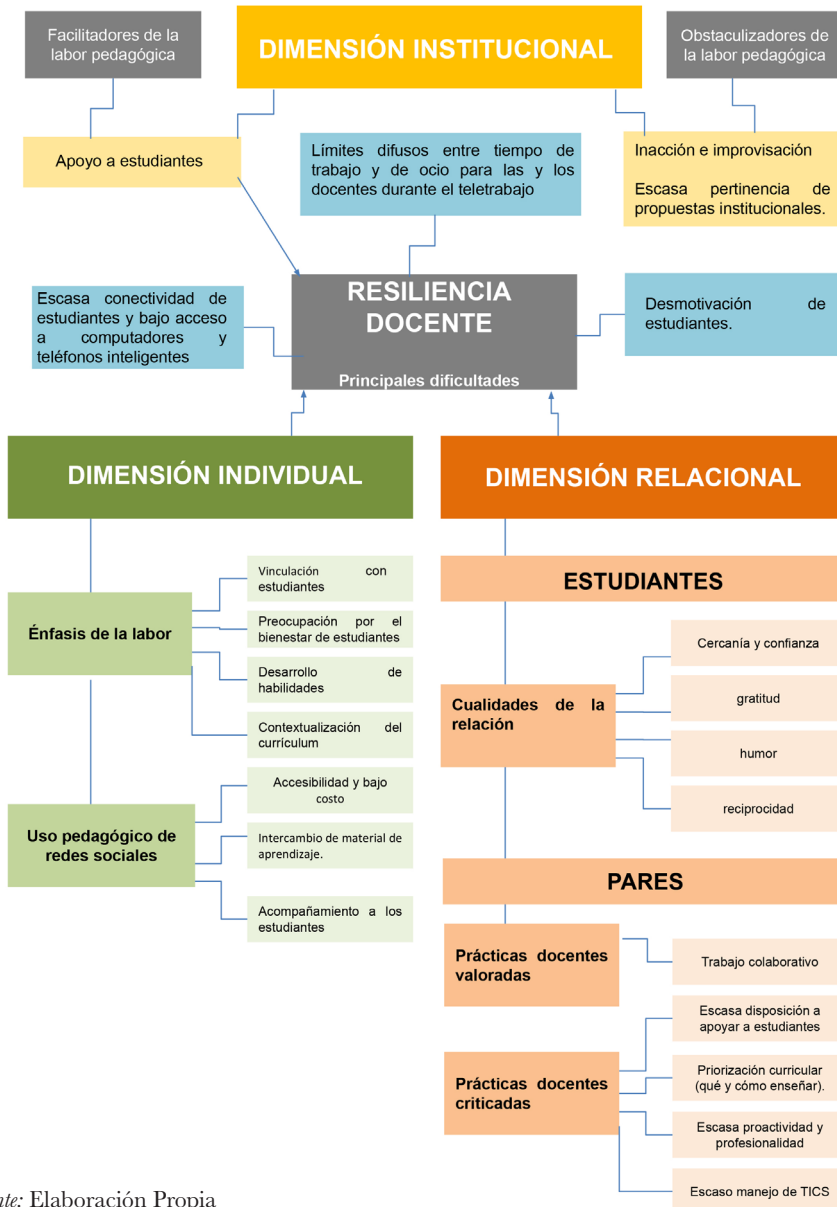 Facilitadores de la
labor pedagógica
DIMENSIÓN INSTITUCIONAL
Obstaculizadores de
la labor pedagógica
Apoyo a estudiantes
Límites difusos entre tiempo de
trabajo y de ocio para las y los
docentes durante el teletrabajo
Inacción e improvisación
Escasa pertinencia de
propuestas institucionales.
Escasa conectividad de
estudiantes y bajo acceso
a computadores y
teléfonos inteligentes
RESILIENCIA
DOCENTE
Principales dificultades
Desmotivación de
estudiantes.
DIMENSIÓN INDIVIDUAL
Énfasis de la labor
Vinculación con
estudiantes
Preocupación por el
bienestar de estudiantes
Desarrollo de
habilidades
Contextualización del
currículum
Uso pedagógico de
redes sociales
Accesibilidad y bajo
costo
Intercambio de material de
aprendizaje.
Acompañamiento a los
estudiantes
DIMENSIÓN RELACIONAL
ESTUDIANTES
Cualidades de la
relación
Cercanía y confianza
gratitud
humor
reciprocidad
PARES
Prácticas docentes
valoradas
Trabajo colaborativo
Prácticas docentes
criticadas
Escasa disposición a
apoyar a estudiantes
Priorización curricular
(qué y cómo enseñar).
Escasa proactividad y
profesionalidad
Escaso manejo de TICS
nte: Elaboración Propia